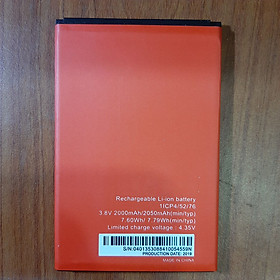 Rechargeable Li-ion battery
1ICP4/52/76
3.8V 2000mAh/2050mAh(min/typ)
7.60Wh/ 7.79Wh(min/typ)
Limited charge voltage : 4.35V
S/N:0401353088410054559N
PRODUCTION DATE: 2019
MADE IN CHINA